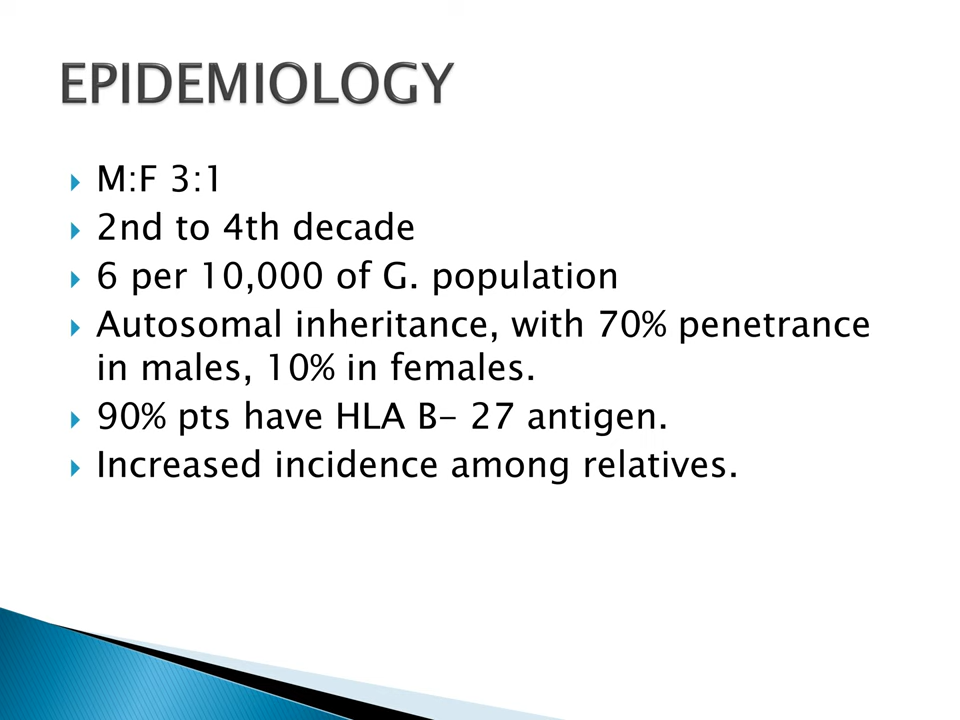 EPIDEMIOLOGY
M:F 3:1
2nd to 4th decade
6 per 10,000 of G. population
Autosomal inheritance, with 70% penetrance
in males, 10% in females.
90% pts have HLA B- 27 antigen.
Increased incidence among relatives.